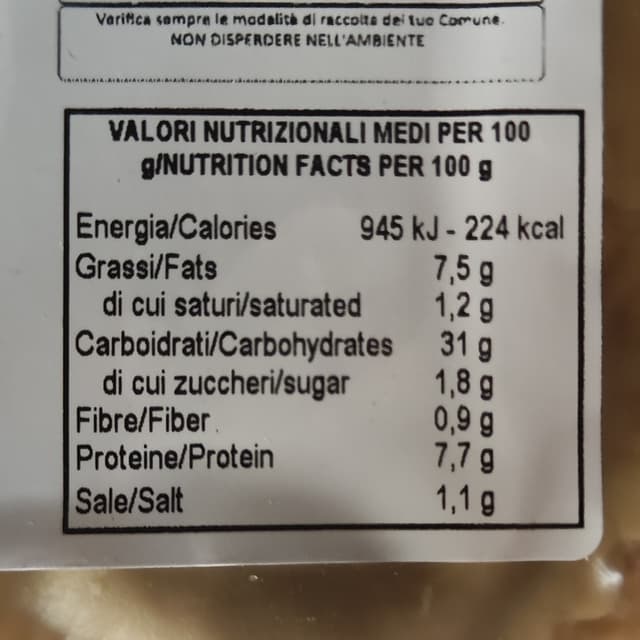 Verifica sempre le modalità di raccolta del tuo Comune.
NON DISPERDERE NELL'AMBIENTE
VALORI NUTRIZIONALI MEDI PER 100
g/NUTRITION FACTS PER 100 g
Energia/Calories 945 kJ - 224 kcal
Grassi/Fats 7,5 g
di cui saturi/saturated 1,2 g
Carboidrati/Carbohydrates 31 g
di cui zuccheri/sugar 1,8 g
Fibre/Fiber 0,9 g
Proteine/Protein 7,7 g
Sale/Salt 1,1 g